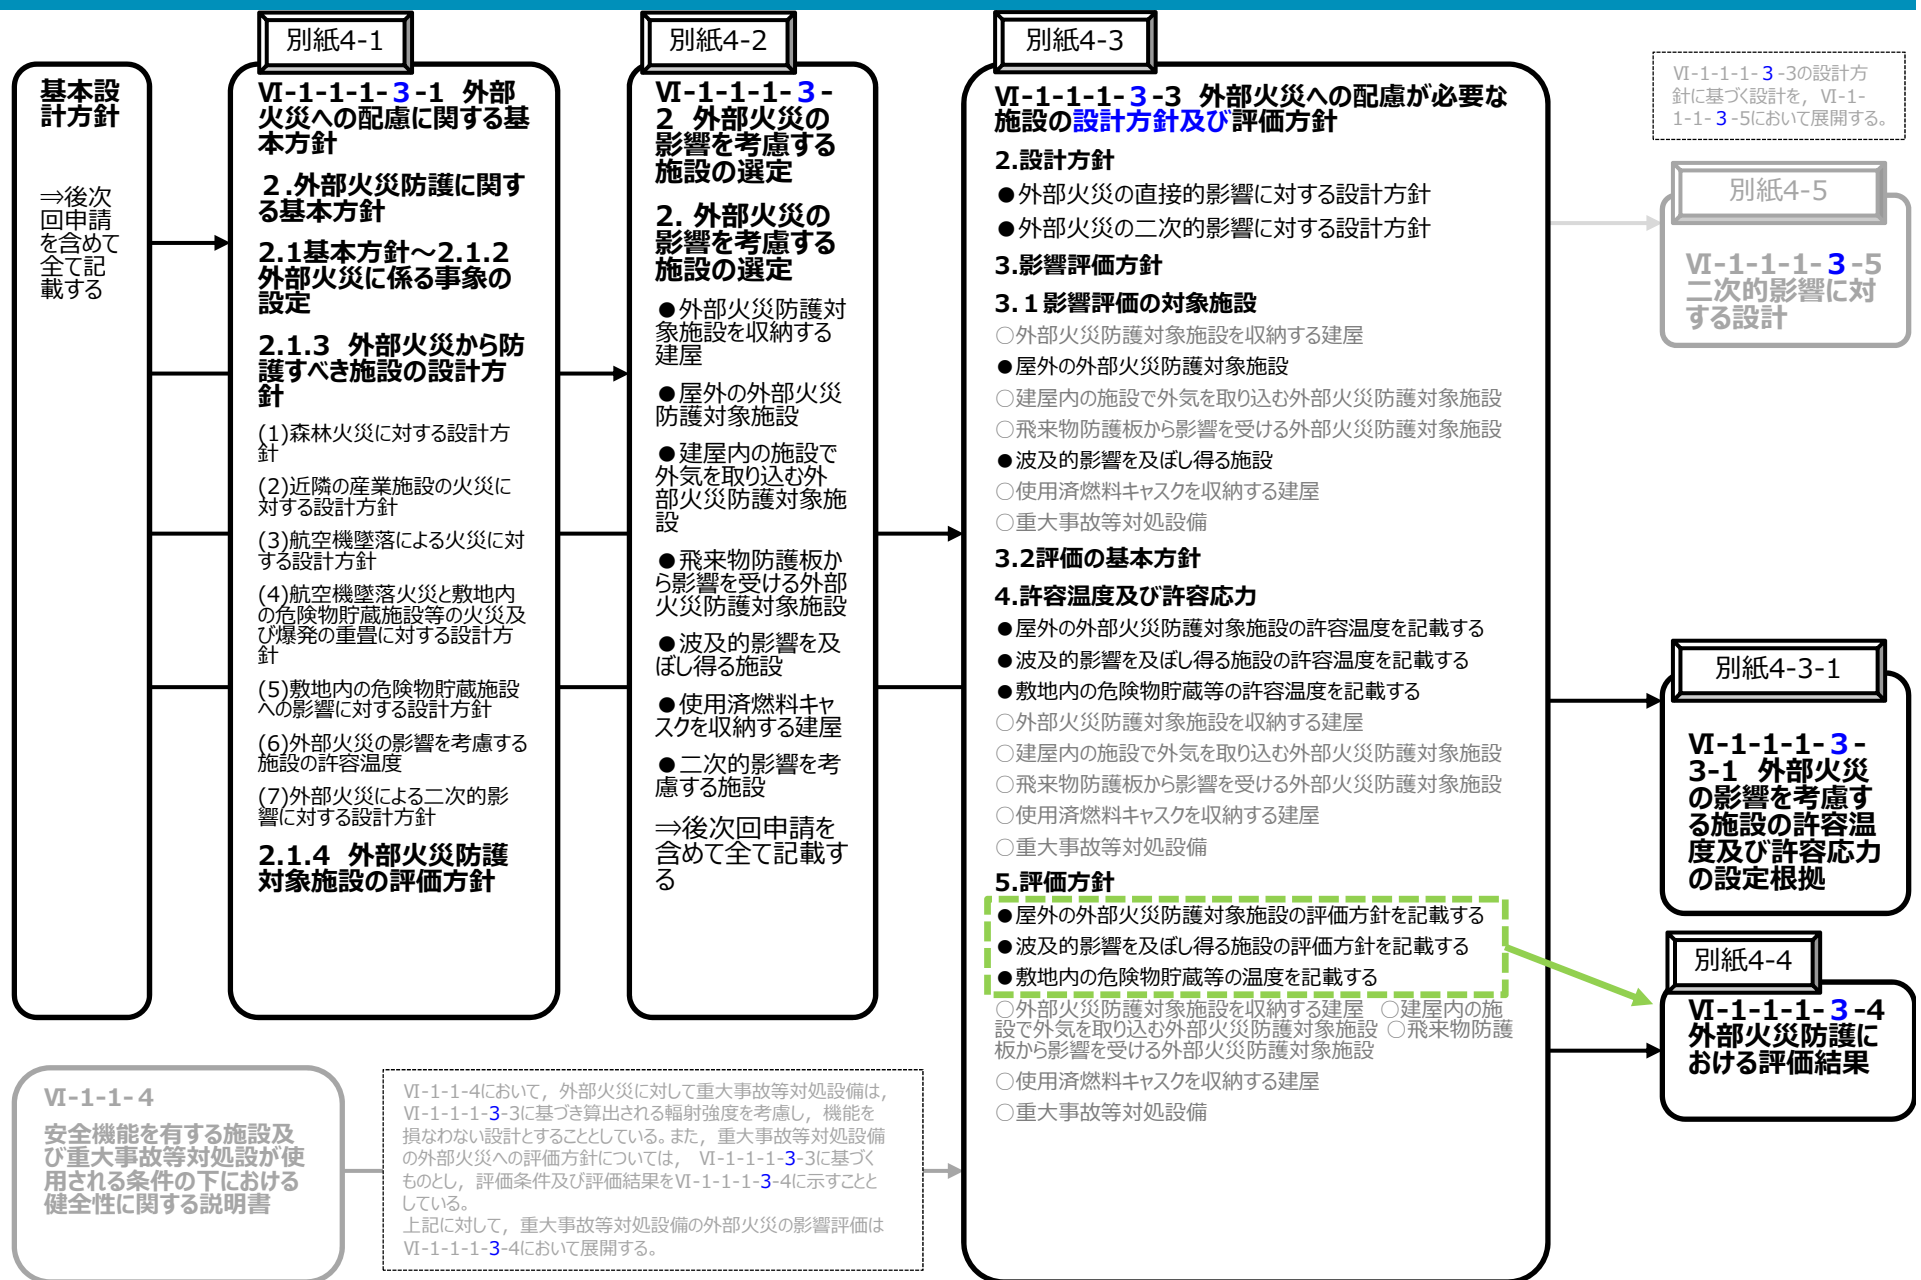 基本設
計方針
⇒後次
回申請
を含めて
全て記
載する
別紙4-1
Ⅵ-1-1-1-3-1 外部
火災への配慮に関する基
本方針
２.外部火災防護に関す
る基本方針
2.1基本方針～2.1.2
外部火災に係る事象の
設定
2.1.3 外部火災から防
護すべき施設の設計方
針
(1)森林火災に対する設計方
針
(2)近隣の産業施設の火災に
対する設計方針
(3)航空機墜落による火災に対
する設計方針
(4)航空機墜落火災と敷地内
の危険物貯蔵施設等の火災及
び爆発の重畳に対する設計方
針
(5)敷地内の危険物貯蔵施設
への影響に対する設計方針
(6)外部火災の影響を考慮する
施設の許容温度
(7)外部火災による二次的影
響に対する設計方針
2.1.4 外部火災防護
対象施設の評価方針
別紙4-2
Ⅵ-1-1-1-3-
2 外部火災の
影響を考慮する
施設の選定
2. 外部火災の
影響を考慮する
施設の選定
●外部火災防護対
象施設を収納する
建屋
●屋外の外部火災
防護対象施設
●建屋内の施設で
外気を取り込む外
部火災防護対象施
設
●飛来物防護板か
ら影響を受ける外部
火災防護対象施設
●波及的影響を及
ぼし得る施設
●使用済燃料キャ
スクを収納する建屋
●二次的影響を考
慮する施設
⇒後次回申請を
含めて全て記載す
る
別紙4-3
Ⅵ-1-1-1-3-3 外部火災への配慮が必要な
施設の設計方針及び評価方針
2.設計方針
●外部火災の直接的影響に対する設計方針
●外部火災の二次的影響に対する設計方針
3.影響評価方針
3.１影響評価の対象施設
○外部火災防護対象施設を収納する建屋
●屋外の外部火災防護対象施設
○建屋内の施設で外気を取り込む外部火災防護対象施設
○飛来物防護板から影響を受ける外部火災防護対象施設
●波及的影響を及ぼし得る施設
○使用済燃料キャスクを収納する建屋
○重大事故等対処設備
3.2評価の基本方針
4.許容温度及び許容応力
●屋外の外部火災防護対象施設の許容温度を記載する
●波及的影響を及ぼし得る施設の許容温度を記載する
●敷地内の危険物貯蔵等の許容温度を記載する
○外部火災防護対象施設を収納する建屋
○建屋内の施設で外気を取り込む外部火災防護対象施設
○飛来物防護板から影響を受ける外部火災防護対象施設
○使用済燃料キャスクを収納する建屋
○重大事故等対処設備
5.評価方針
●屋外の外部火災防護対象施設の評価方針を記載する
●波及的影響を及ぼし得る施設の評価方針を記載する
●敷地内の危険物貯蔵等の温度を記載する
○外部火災防護対象施設を収納する建屋 ○建屋内の施
設で外気を取り込む外部火災防護対象施設 ○飛来物防護
板から影響を受ける外部火災防護対象施設
○使用済燃料キャスクを収納する建屋
○重大事故等対処設備
Ⅵ-1-1-1-3-3の設計方
針に基づく設計を，Ⅵ-1-
1-1-3-5において展開する。
別紙4-5
Ⅵ-1-1-1-3-5
二次的影響に対
する設計
別紙4-3-1
Ⅵ-1-1-1-3-
3-1 外部火災
の影響を考慮す
る施設の許容温
度及び許容応力
の設定根拠
別紙4-4
Ⅵ-1-1-1-3-4
外部火災防護に
おける評価結果
Ⅵ-1-1-４
安全機能を有する施設及
び重大事故等対処設が使
用される条件の下における
健全性に関する説明書
Ⅵ-1-1-4において，外部火災に対して重大事故等対処設備は，
Ⅵ-1-1-1-3-3に基づき算出される輻射強度を考慮し，機能を
損なわない設計とすることとしている。また，重大事故等対処設備
の外部火災への評価方針については， Ⅵ-1-1-1-3-3に基づく
ものとし，評価条件及び評価結果をⅥ-1-1-1-3-4に示すことと
している。
上記に対して，重大事故等対処設備の外部火災の影響評価は
Ⅵ-1-1-1-3-4において展開する。